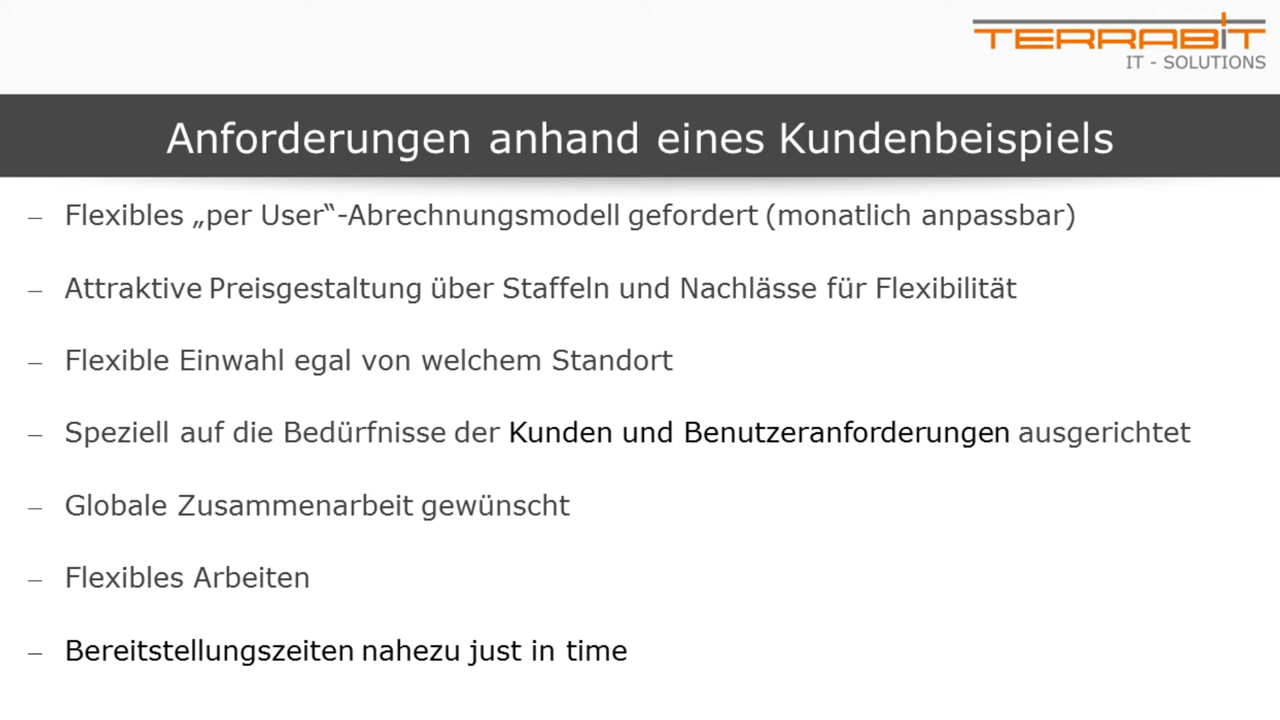 TERRABIT
IT - SOLUTIONS
Anforderungen anhand eines Kundenbeispiels
– Flexibles „per User“-Abrechnungsmodell gefordert (monatlich anpassbar)
– Attraktive Preisgestaltung über Staffeln und Nachlässe für Flexibilität
– Flexible Einwahl egal von welchem Standort
– Speziell auf die Bedürfnisse der Kunden und Benutzeranforderungen ausgerichtet
– Globale Zusammenarbeit gewünscht
– Flexibles Arbeiten
– Bereitstellungszeiten nahezu just in time